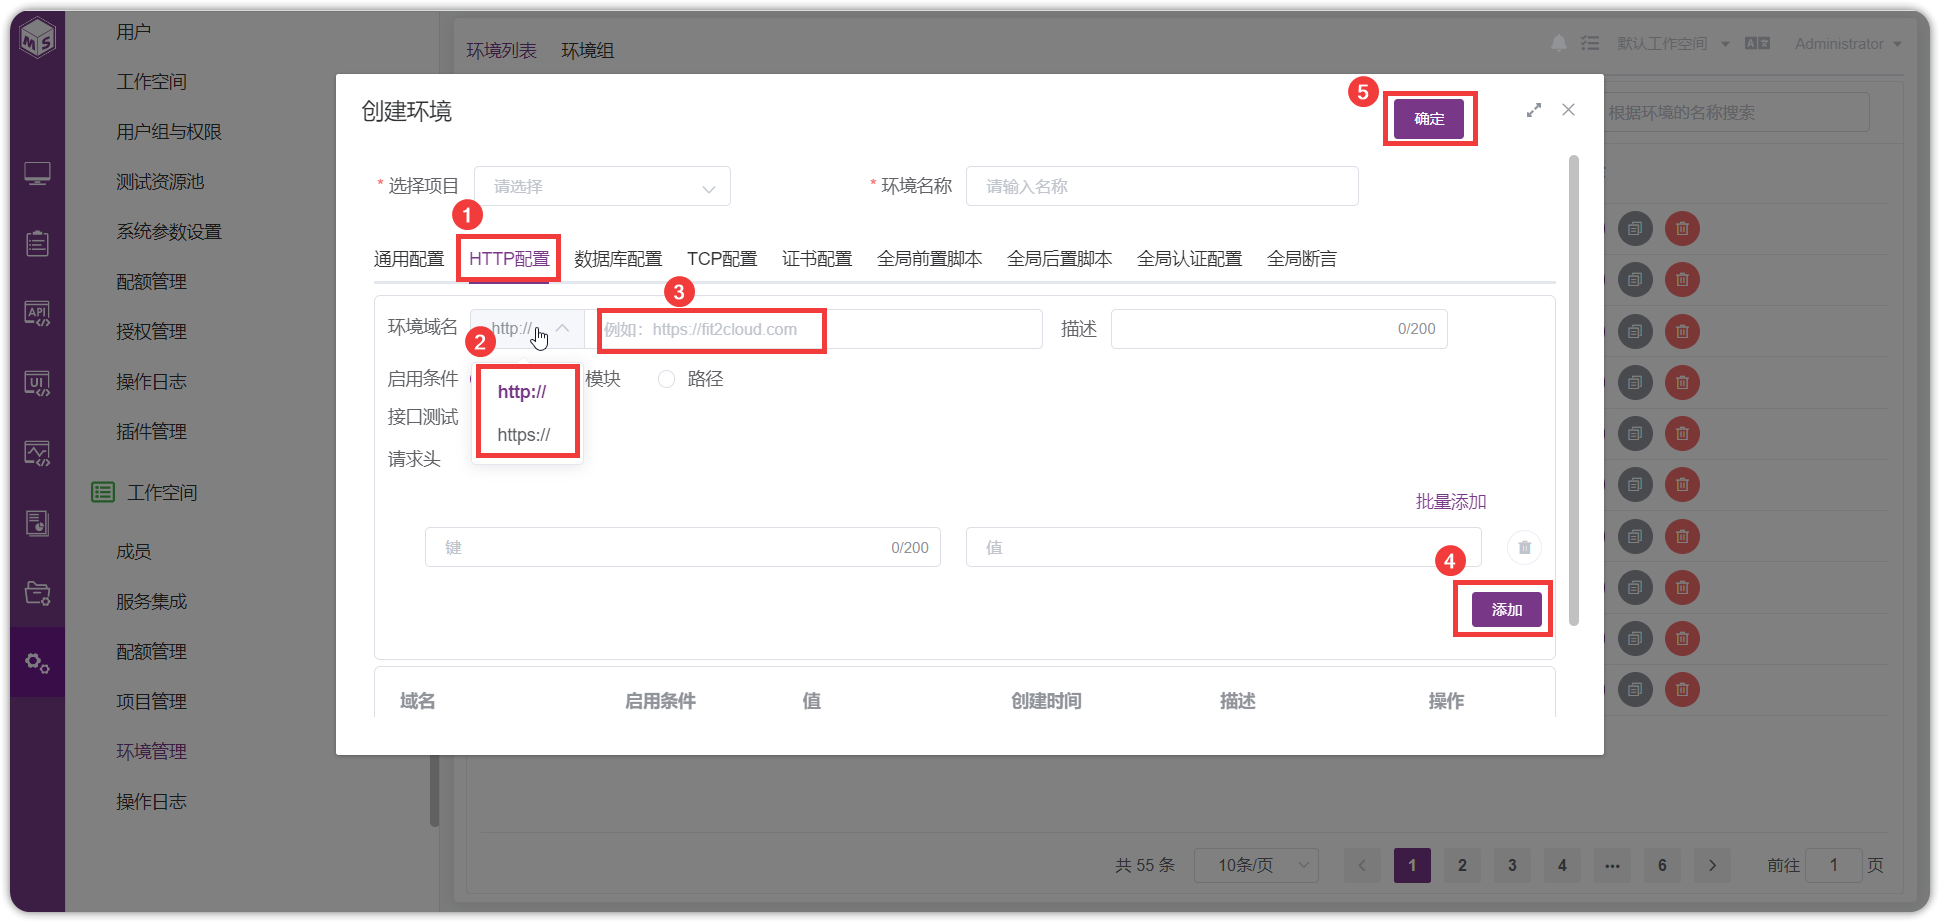 MS
用户
工作空间
用户组与权限
测试资源池
系统参数设置
配额管理
授权管理
操作日志
插件管理
工作空间
成员
服务集成
配额管理
项目管理
环境管理
操作日志
API
UI
环境列表 环境组
默认工作空间 Administrator
根据环境的名称搜索
创建环境
5
确定
* 选择项目 请选择 * 环境名称 请输入名称
1
通用配置 HTTP配置 数据库配置 TCP配置 证书配置 全局前置脚本 全局后置脚本 全局认证配置 全局断言
3
环境域名 http:// 例如：https://fit2cloud.com 描述 0/200
2
启用条件 模块 路径
http://
接口测试
https://
请求头
批量添加
键 0/200 值
4
添加
域名 启用条件 值 创建时间 描述 操作
共 55 条 10条/页 1 2 3 4 ••• 6 前往 1 页